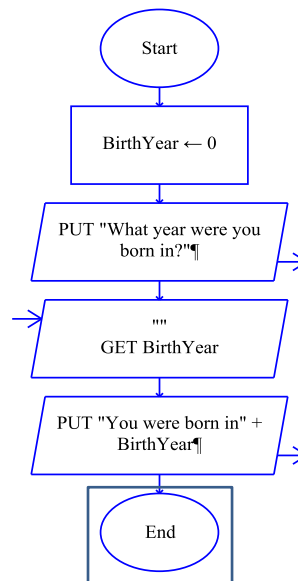 Start
BirthYear ← 0
PUT "What year were you
born in?"¶
""
GET BirthYear
PUT "You were born in" +
BirthYear¶
End